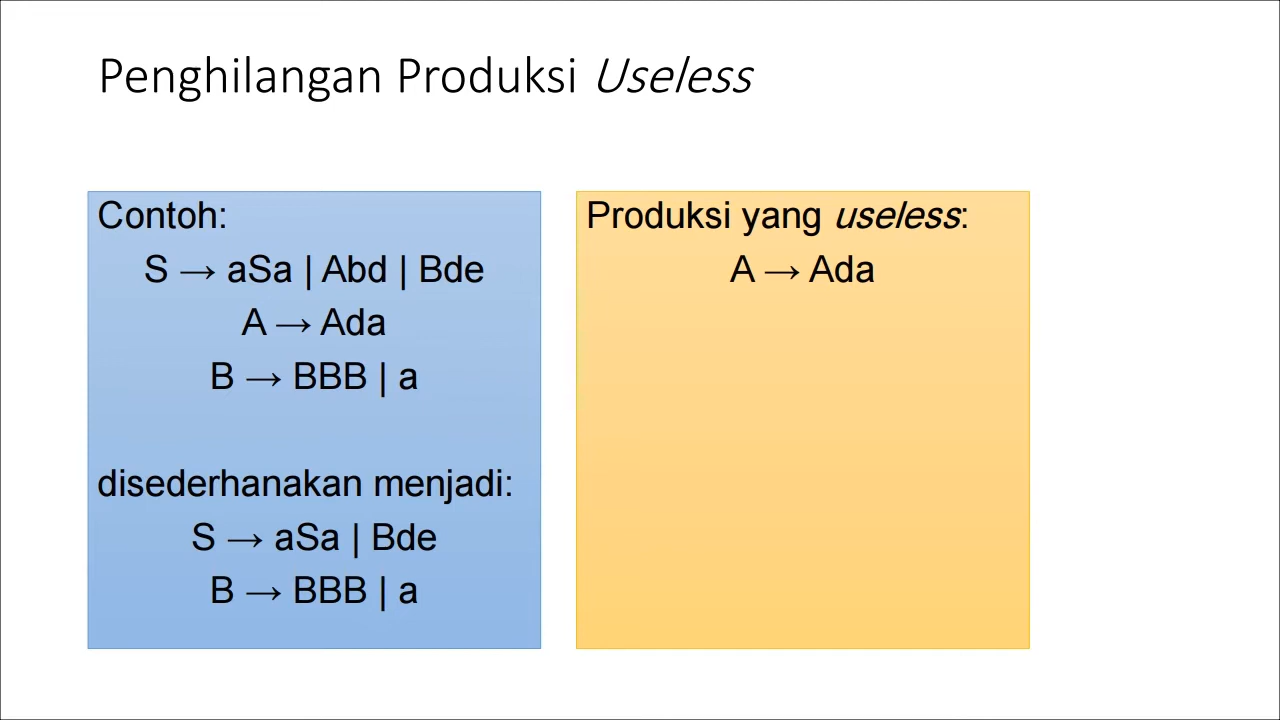 Penghilangan Produksi Useless
Contoh:
S → aSa | Abd | Bde
A → Ada
B → BBB | a
disederhanakan menjadi:
S → aSa | Bde
B → BBB | a
Produksi yang useless:
A → Ada